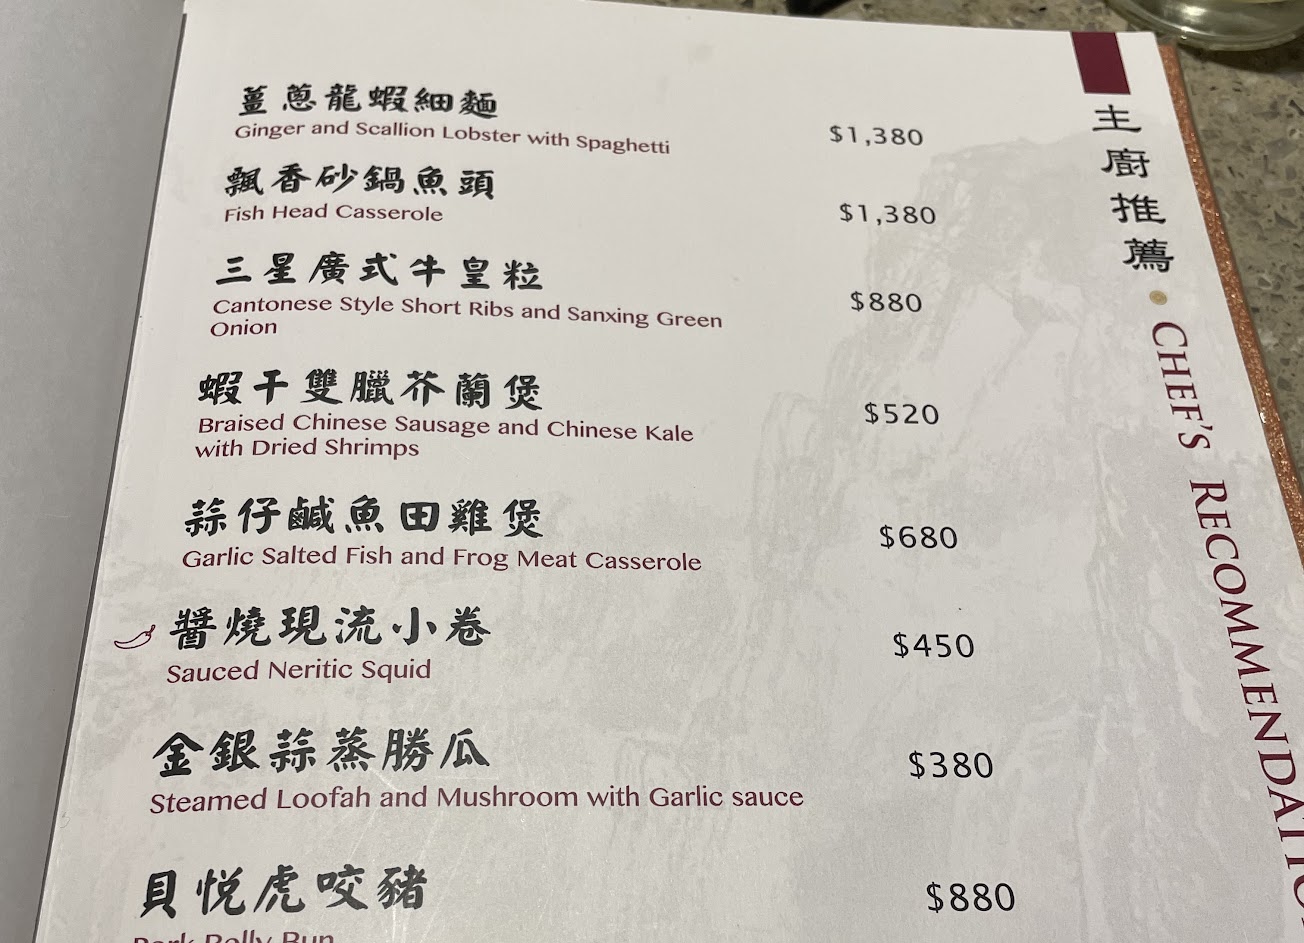 薑蔥龍蝦細麵
Ginger and Scallion Lobster with Spaghetti
$1,380
飄香砂鍋魚頭
Fish Head Casserole
$1,380
三星廣式牛皇粒
Cantonese Style Short Ribs and Sanxing Green
Onion
$880
蝦干雙臘芥蘭煲
Braised Chinese Sausage and Chinese Kale
with Dried Shrimps
$520
蒜仔鹹魚田雞煲
Garlic Salted Fish and Frog Meat Casserole
$680
醬燒現流小卷
Sauced Neritic Squid
$450
金銀蒜蒸勝瓜
Steamed Loofah and Mushroom with Garlic sauce
$380
貝悦虎咬豬
Pork Belly Bun
$880
主廚推薦 • CHEF'S RECOMMENDATIO